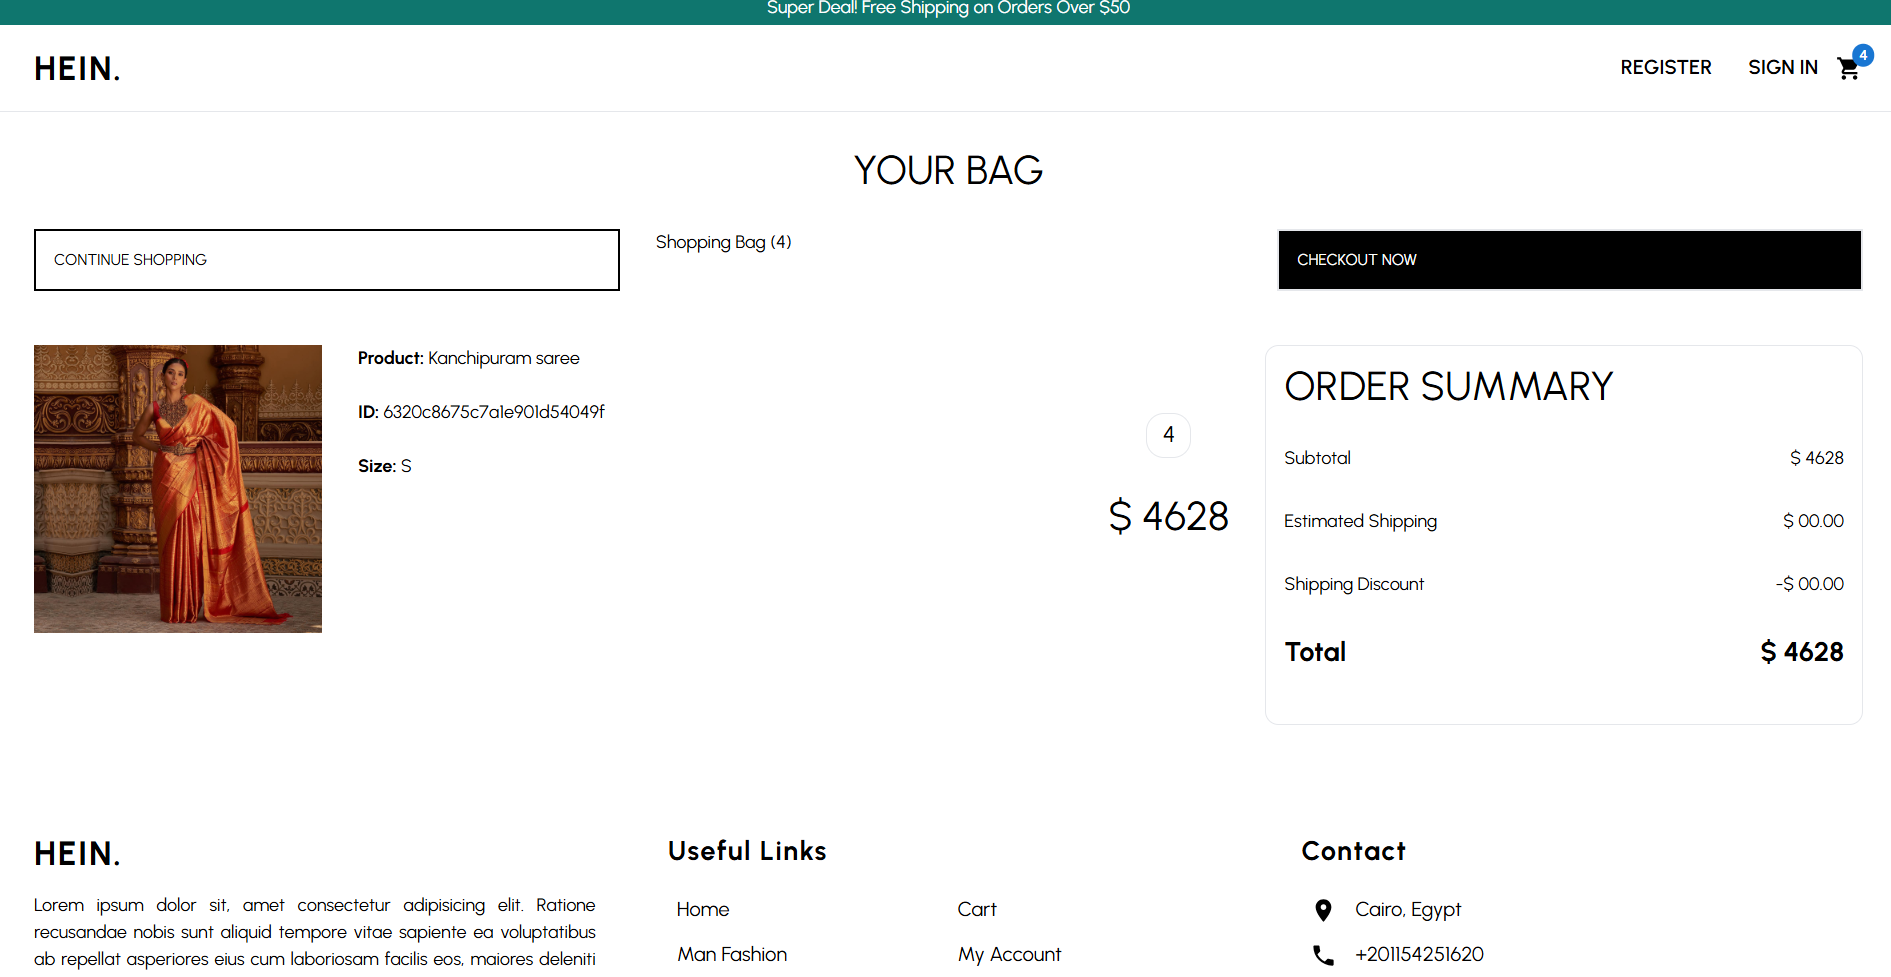 Super Deal! Free Shipping on Orders Over $50
HEIN.
REGISTER
SIGN IN
4
YOUR BAG
CONTINUE SHOPPING
Shopping Bag (4)
CHECKOUT NOW
Product: Kanchipuram saree
ID: 6320c8675c7a1e901d54049f
Size: S
4
$ 4628
ORDER SUMMARY
Subtotal $ 4628
Estimated Shipping $ 00.00
Shipping Discount -$ 00.00
Total $ 4628
HEIN.
Lorem ipsum dolor sit, amet consectetur adipisicing elit. Ratione
recusandae nobis sunt aliquid tempore vitae sapiente ea voluptatibus
ab repellat asperiores eius cum laboriosam facilis eos, maiores deleniti
Useful Links
Home
Cart
Man Fashion
My Account
Contact
Cairo, Egypt
+201154251620